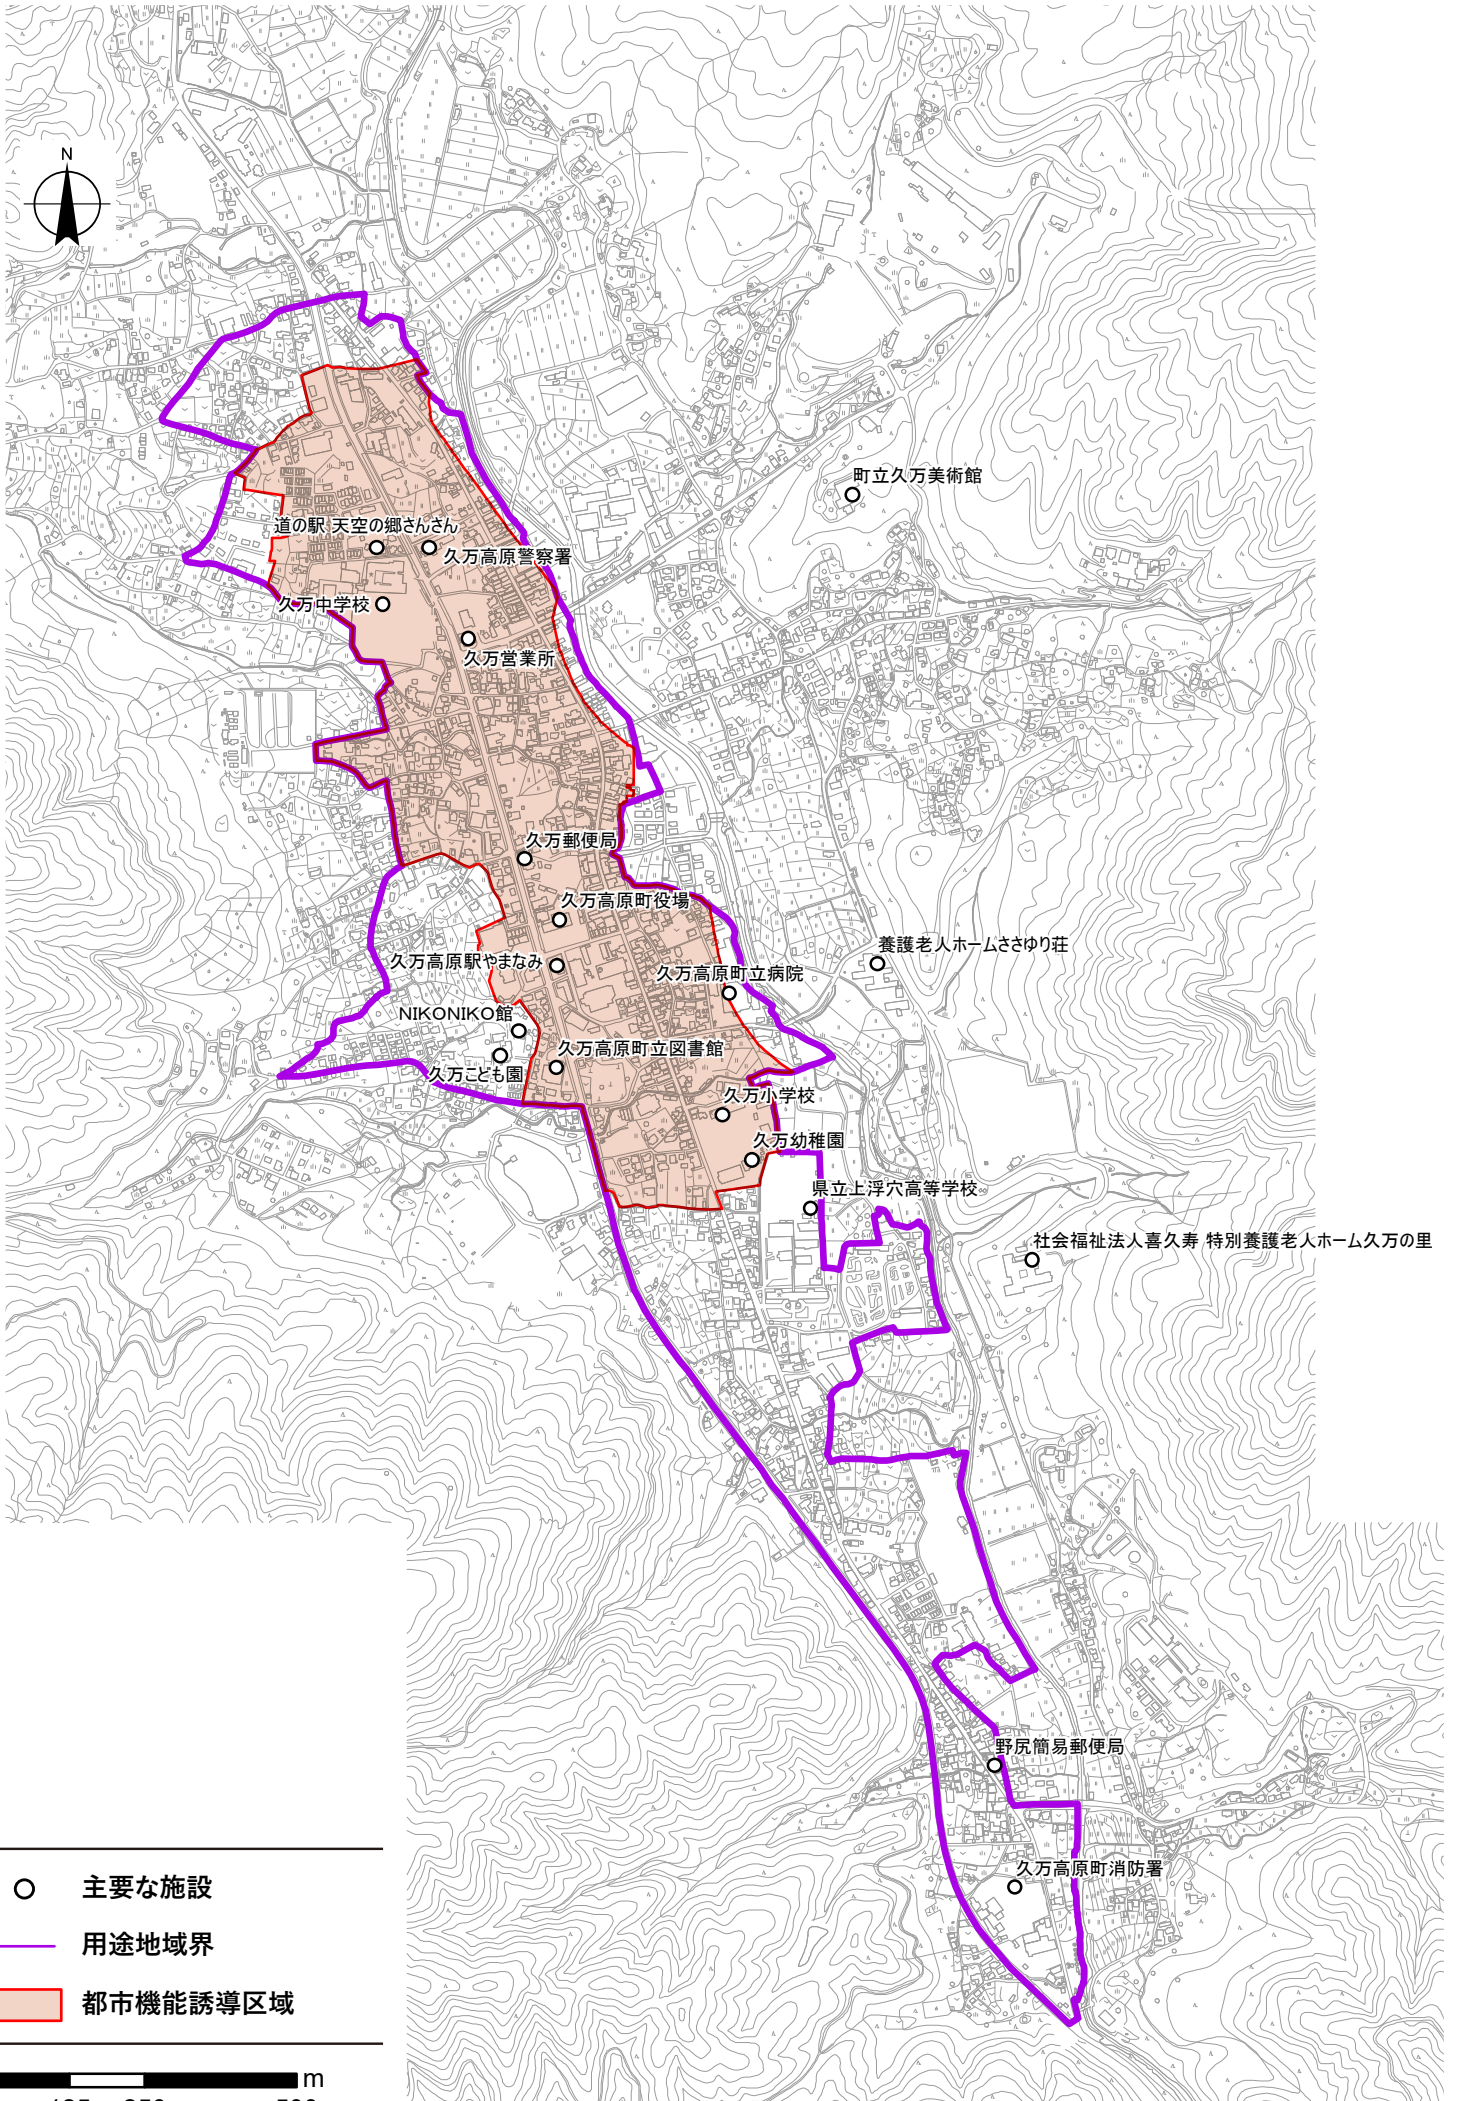 N
町立久万美術館
道の駅 天空の郷さんさん
久万高原警察署
久万中学校
久万営業所
久万郵便局
久万高原町役場
養護老人ホームささゆり荘
久万高原駅やまなみ
久万高原町立病院
NIKONIKO館
久万高原町立図書館
久万こども園
久万小学校
久万幼稚園
県立上浮穴高等学校
社会福祉法人喜久寿 特別養護老人ホーム久万の里
野尻簡易郵便局
久万高原町消防署
主要な施設
用途地域界
都市機能誘導区域
m